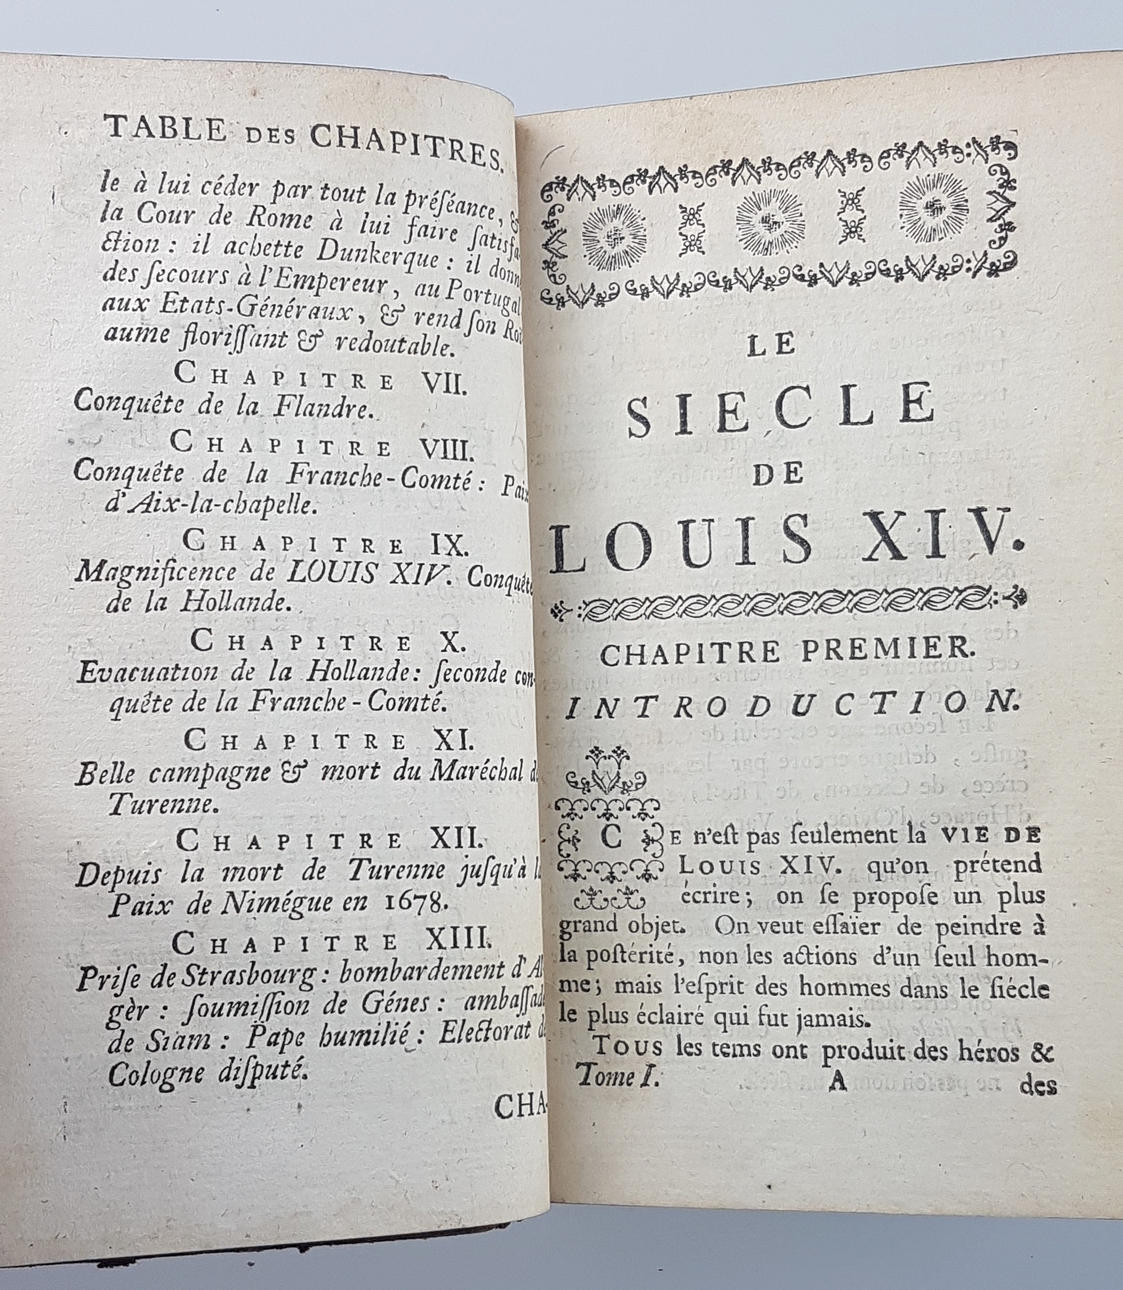 TABLE DES CHAPITRES.
le à lui céder par tout la préſéance, &
la Cour de Rome à lui faire ſatisfa
ction : il achette Dunkerque : il donn
des ſecours à l'Empereur, au Portugal
aux Etats-Généraux, & rend ſon Roi
aume floriſſant & redoutable.
CHAPITRE VII.
Conquête de la Flandre.
CHAPITRE VIII.
Conquête de la Franche-Comté : Paix
d'Aix-la-chapelle.
CHAPITRE IX.
Magnificence de LOUIS XIV. Conquête
de la Hollande.
CHAPITRE X.
Evacuation de la Hollande : ſeconde con
quête de la Franche-Comté.
CHAPITRE XI.
Belle campagne & mort du Maréchal d
Turenne.
CHAPITRE XII.
Depuis la mort de Turenne juſqu'à l
Paix de Nimégue en 1678.
CHAPITRE XIII.
Priſe de Strasbourg : bombardement d'Al
gèr : ſoumiſſion de Génes : ambaſſad
de Siam : Pape humilié : Electorat d
Cologne diſputé.
CHA-
LE
SIECLE
DE
LOUIS XIV.
CHAPITRE PREMIER.
INTRODUCTION.
CE n'eſt pas ſeulement la VIE DE
LOUIS XIV. qu'on prétend
écrire ; on ſe propoſe un plus
grand objet. On veut eſſaïer de peindre à
la poſtérité, non les actions d'un ſeul hom-
me ; mais l'eſprit des hommes dans le ſiécle
le plus éclairé qui fut jamais.
TOUS les tems ont produit des héros &
Tome I. A des